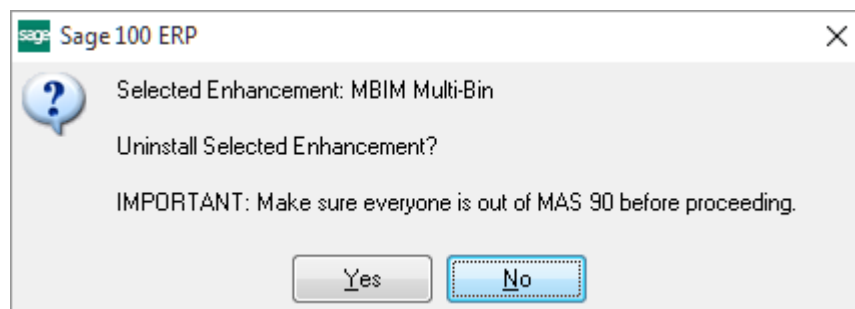 sage Sage 100 ERP
Selected Enhancement: MBIM Multi-Bin
Uninstall Selected Enhancement?
IMPORTANT: Make sure everyone is out of MAS 90 before proceeding.
Yes No